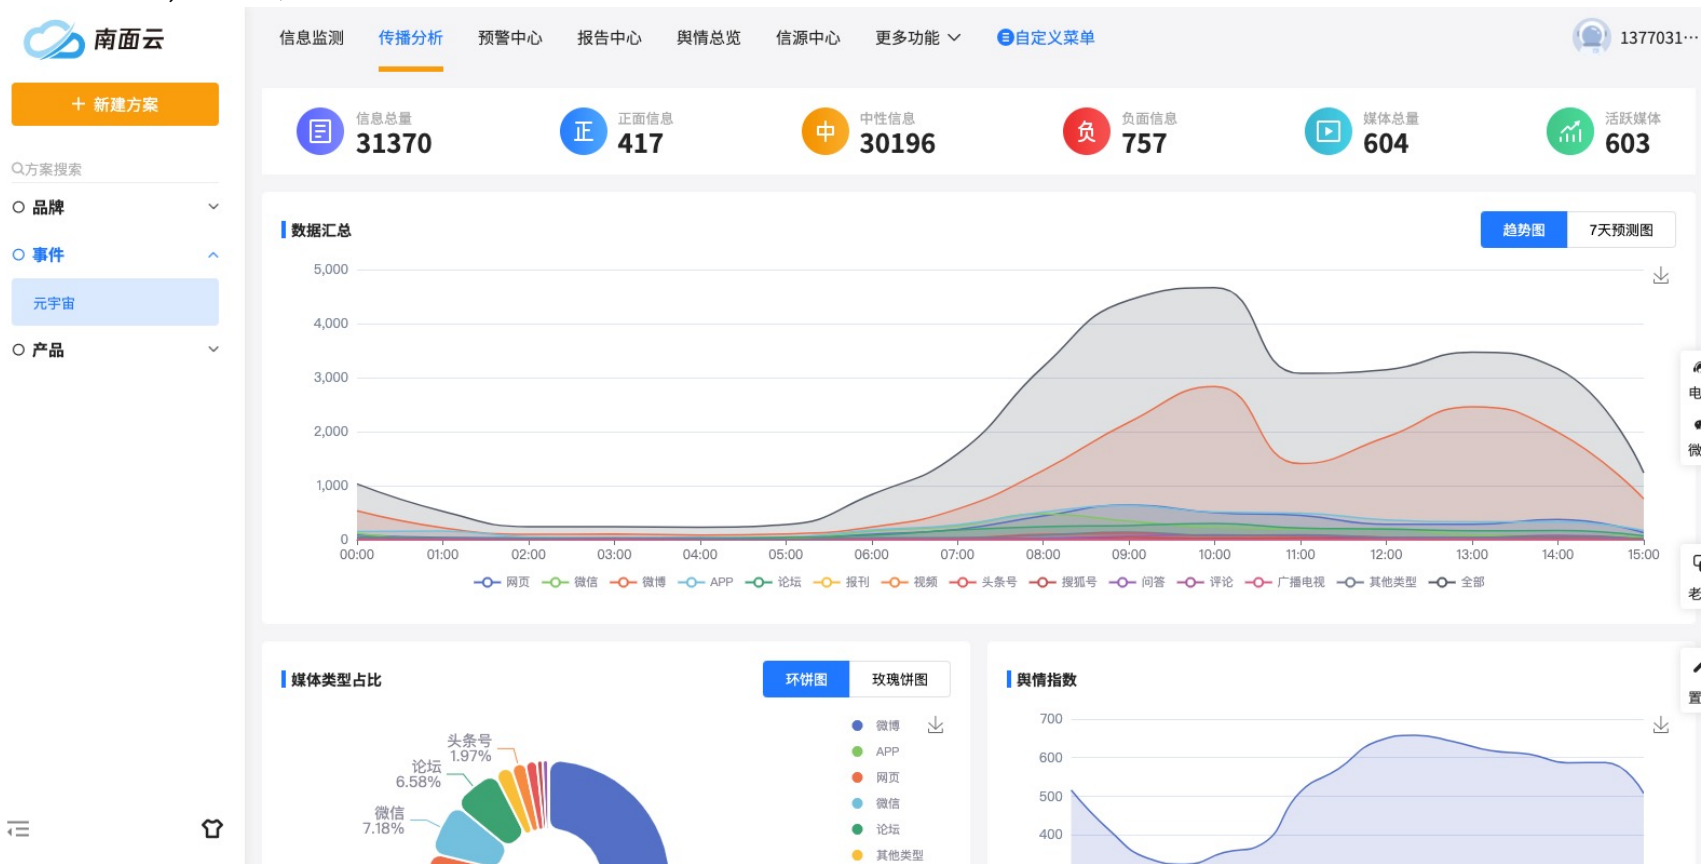 南面云
信息监测 传播分析 预警中心 报告中心 舆情总览 信源中心 更多功能 自定义菜单 1377031…
+ 新建方案
方案搜索
品牌
事件
元宇宙
产品
信息总量
31370
正面信息
正 417
中性信息
中 30196
负面信息
负 757
媒体总量
604
活跃媒体
603
数据汇总
趋势图 7天预测图
5,000
4,000
3,000
2,000
1,000
0
00:00 01:00 02:00 03:00 04:00 05:00 06:00 07:00 08:00 09:00 10:00 11:00 12:00 13:00 14:00 15:00
网页 微信 微博 APP 论坛 报刊 视频 头条号 搜狐号 问答 评论 广播电视 其他类型 全部
电
微
老
置
媒体类型占比
环饼图 玫瑰饼图
头条号
1.97%
论坛
6.58%
微信
7.18%
微博
APP
网页
微信
论坛
其他类型
舆情指数
700
600
500
400